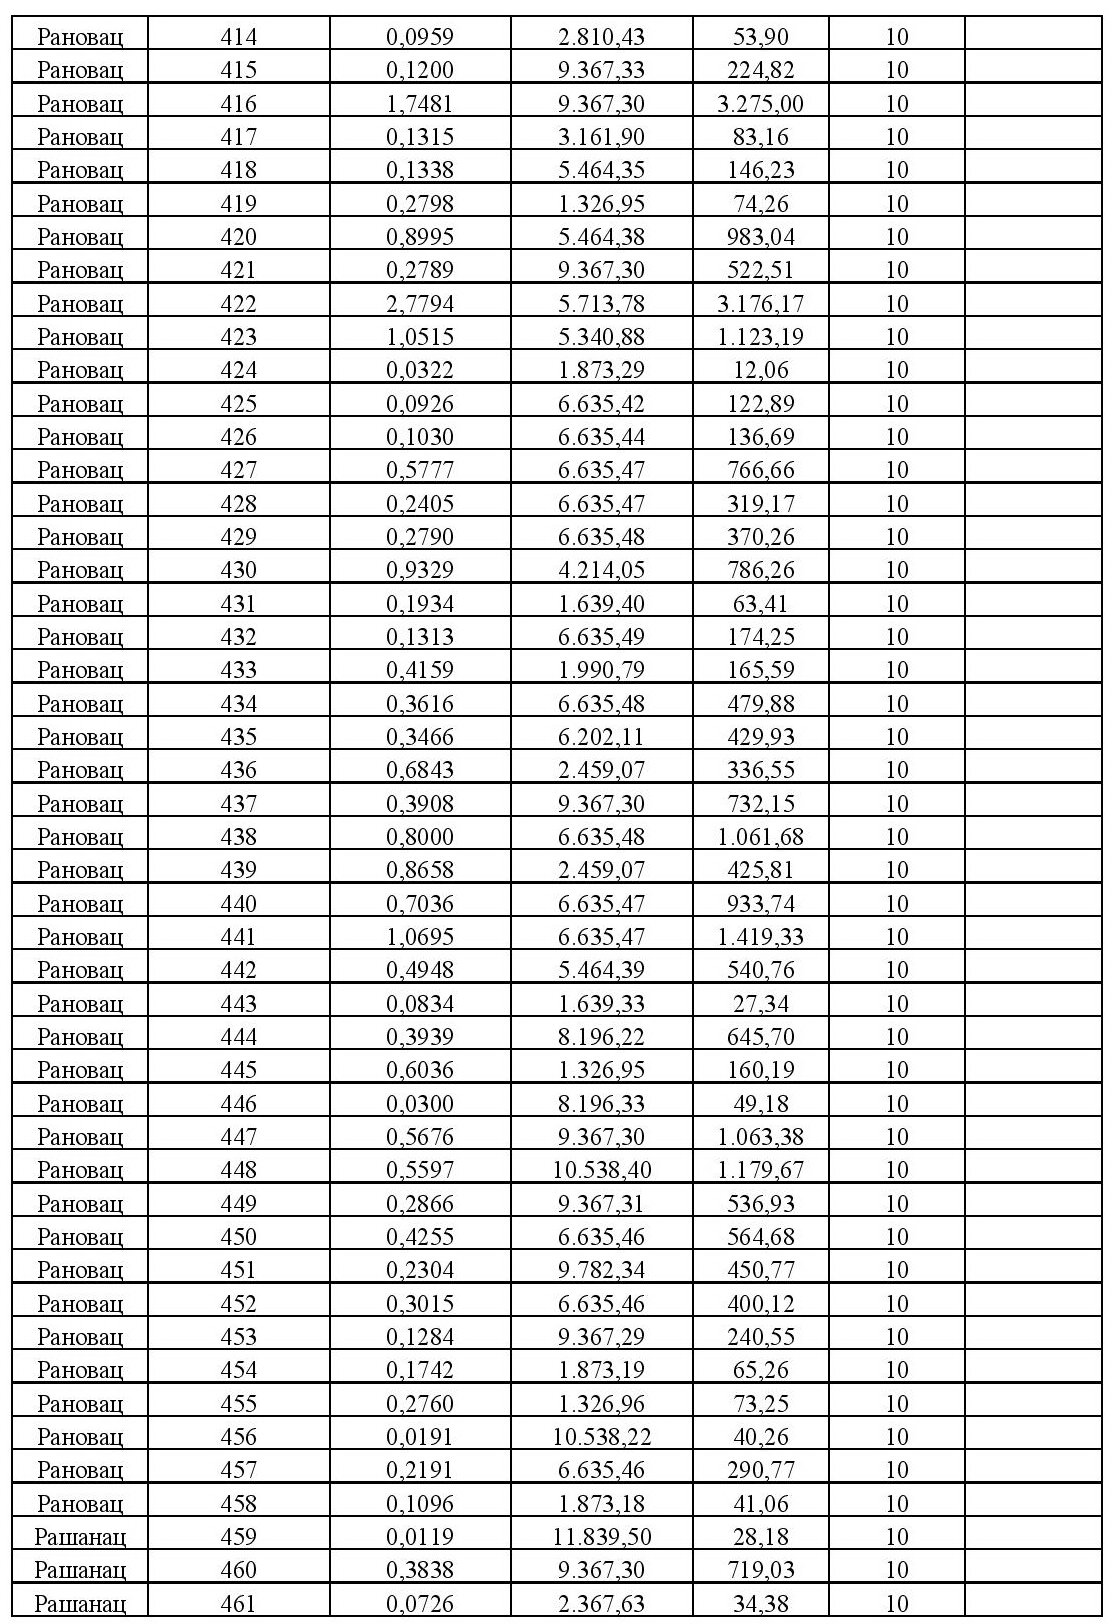 Рановац 414 0,0959 2.810,43 53,90 10
Рановац 415 0,1200 9.367,33 224,82 10
Рановац 416 1,7481 9.367,30 3.275,00 10
Рановац 417 0,1315 3.161,90 83,16 10
Рановац 418 0,1338 5.464,35 146,23 10
Рановац 419 0,2798 1.326,95 74,26 10
Рановац 420 0,8995 5.464,38 983,04 10
Рановац 421 0,2789 9.367,30 522,51 10
Рановац 422 2,7794 5.713,78 3.176,17 10
Рановац 423 1,0515 5.340,88 1.123,19 10
Рановац 424 0,0322 1.873,29 12,06 10
Рановац 425 0,0926 6.635,42 122,89 10
Рановац 426 0,1030 6.635,44 136,69 10
Рановац 427 0,5777 6.635,47 766,66 10
Рановац 428 0,2405 6.635,47 319,17 10
Рановац 429 0,2790 6.635,48 370,26 10
Рановац 430 0,9329 4.214,05 786,26 10
Рановац 431 0,1934 1.639,40 63,41 10
Рановац 432 0,1313 6.635,49 174,25 10
Рановац 433 0,4159 1.990,79 165,59 10
Рановац 434 0,3616 6.635,48 479,88 10
Рановац 435 0,3466 6.202,11 429,93 10
Рановац 436 0,6843 2.459,07 336,55 10
Рановац 437 0,3908 9.367,30 732,15 10
Рановац 438 0,8000 6.635,48 1.061,68 10
Рановац 439 0,8658 2.459,07 425,81 10
Рановац 440 0,7036 6.635,47 933,74 10
Рановац 441 1,0695 6.635,47 1.419,33 10
Рановац 442 0,4948 5.464,39 540,76 10
Рановац 443 0,0834 1.639,33 27,34 10
Рановац 444 0,3939 8.196,22 645,70 10
Рановац 445 0,6036 1.326,95 160,19 10
Рановац 446 0,0300 8.196,33 49,18 10
Рановац 447 0,5676 9.367,30 1.063,38 10
Рановац 448 0,5597 10.538,40 1.179,67 10
Рановац 449 0,2866 9.367,31 536,93 10
Рановац 450 0,4255 6.635,46 564,68 10
Рановац 451 0,2304 9.782,34 450,77 10
Рановац 452 0,3015 6.635,46 400,12 10
Рановац 453 0,1284 9.367,29 240,55 10
Рановац 454 0,1742 1.873,19 65,26 10
Рановац 455 0,2760 1.326,96 73,25 10
Рановац 456 0,0191 10.538,22 40,26 10
Рановац 457 0,2191 6.635,46 290,77 10
Рановац 458 0,1096 1.873,18 41,06 10
Рашанац 459 0,0119 11.839,50 28,18 10
Рашанац 460 0,3838 9.367,30 719,03 10
Рашанац 461 0,0726 2.367,63 34,38 10